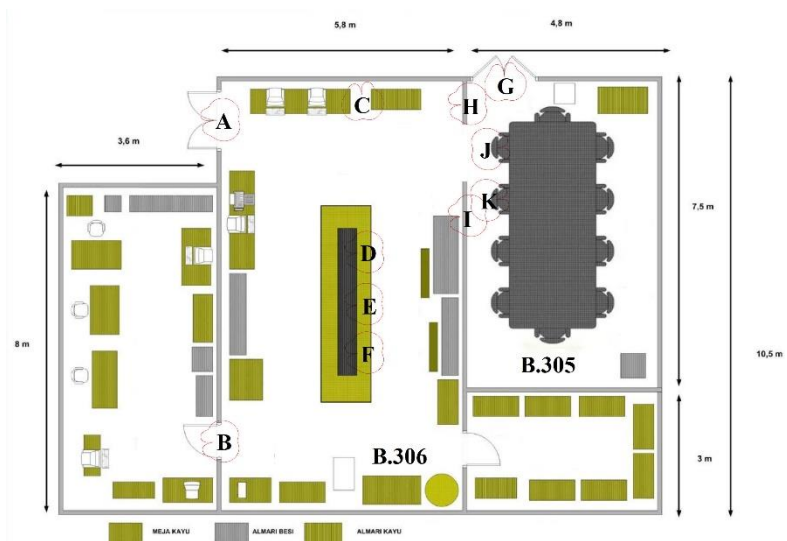 5,8 m
4,8 m
G
C
H
A
3,6 m
J
K
I
7,5 m
D
E
8 m
F
B.305
10,5 m
B
B.306
3 m
MEJA KAYU
ALMARI BESI
ALMARI KAYU